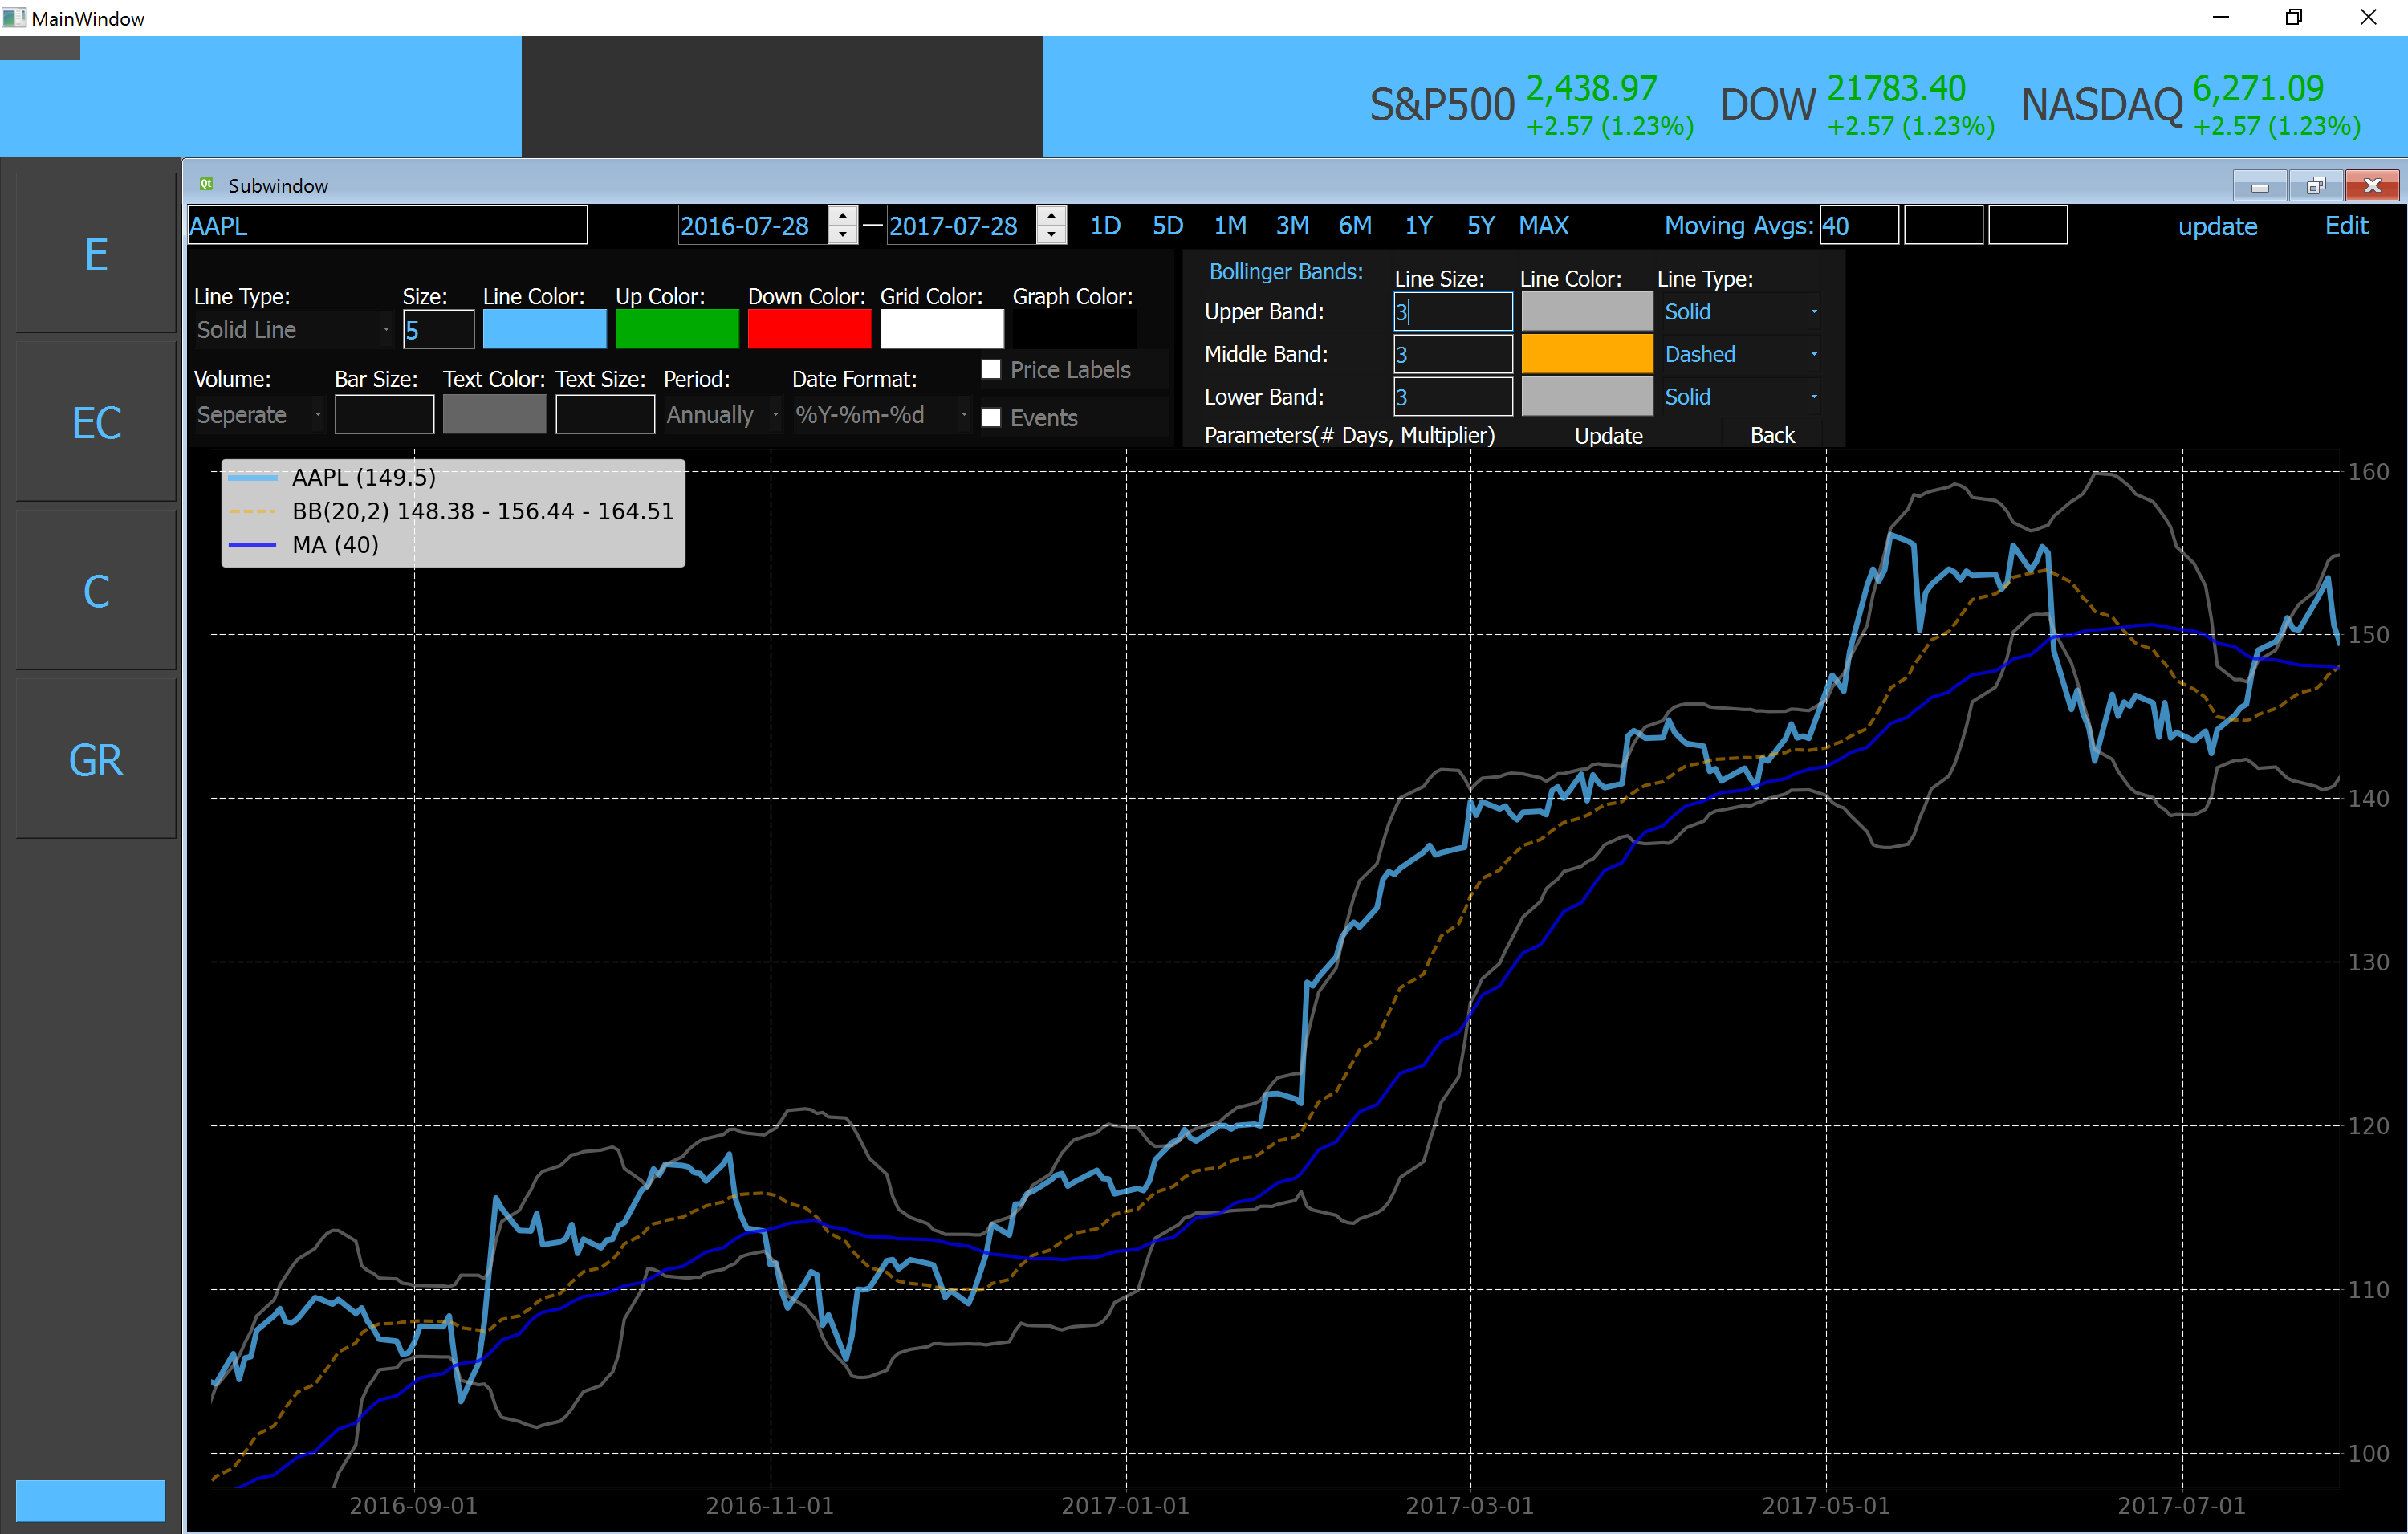 MainWindow
S&P500 2,438.97 +2.57 (1.23%)
DOW 21783.40 +2.57 (1.23%)
NASDAQ 6,271.09 +2.57 (1.23%)
E
EC
C
GR
Qt Subwindow
AAPL 2016-07-28 — 2017-07-28 1D 5D 1M 3M 6M 1Y 5Y MAX Moving Avgs: 40 update Edit
Line Type: Size: Line Color: Up Color: Down Color: Grid Color: Graph Color:
Solid Line 5
Volume: Bar Size: Text Color: Text Size: Period: Date Format: Price Labels
Seperate Annually %Y-%m-%d Events
Bollinger Bands: Line Size: Line Color: Line Type:
Upper Band: 3 Solid
Middle Band: 3 Dashed
Lower Band: 3 Solid
Parameters(# Days, Multiplier) Update Back
AAPL (149.5)
BB(20,2) 148.38 - 156.44 - 164.51
MA (40)
160
150
140
130
120
110
100
2016-09-01 2016-11-01 2017-01-01 2017-03-01 2017-05-01 2017-07-01